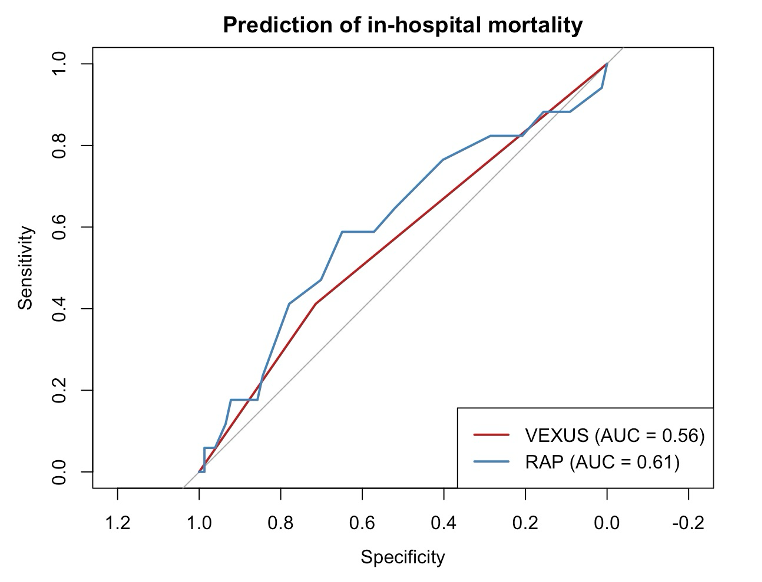 Prediction of in-hospital mortality
Sensitivity
1.0
0.8
0.6
0.4
0.2
0.0
VEXUS (AUC = 0.56)
RAP (AUC = 0.61)
1.2 1.0 0.8 0.6 0.4 0.2 0.0 -0.2
Specificity